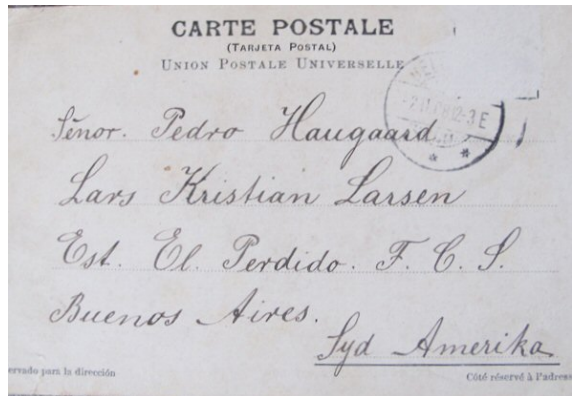 CARTE POSTALE
(TARJETA POSTAL)
UNION POSTALE UNIVERSELLE
Señor. Pedro Haugaard.
Lars Kristian Larsen
Est. El. Perdido. F. C. S.
Buenos Aires.
Syd Amerika
ervado para la dirección
Côté réservé à l'adress